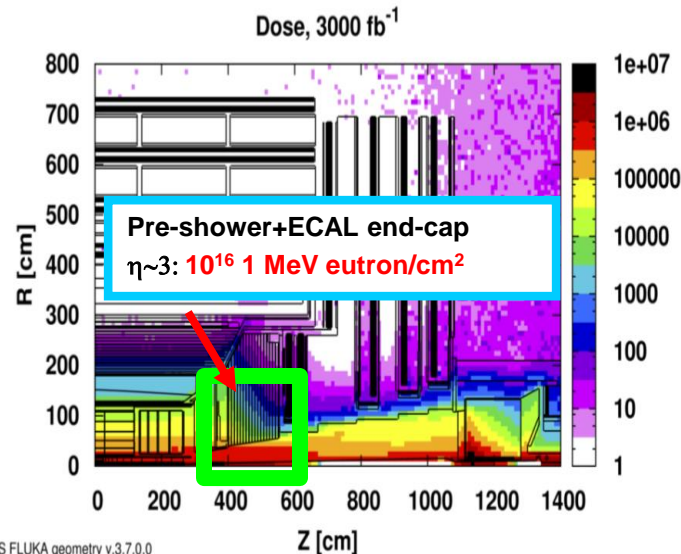 Dose, 3000 fb⁻¹
800
700
600
500
400
300
200
100
0
R [cm]
Pre-shower+ECAL end-cap
η~3: 10¹⁶ 1 MeV eutron/cm²
1e+07
1e+06
100000
10000
1000
100
10
1
0 200 400 600 800 1000 1200 1400
Z [cm]
S FLUKA geometry v.3.7.0.0